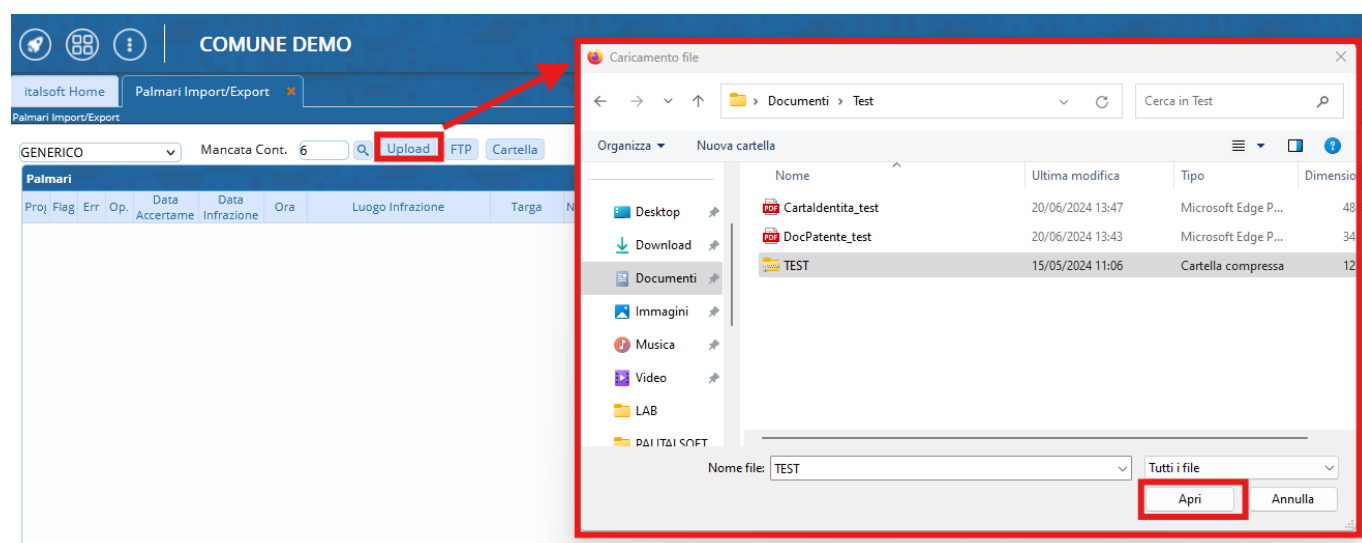 COMUNE DEMO
italsoft Home
Palmari Import/Export
Palmari Import/Export
GENERICO
Mancata Cont. 6
Upload
FTP
Cartella
Palmari
Flag Err Op. Data Accertame Data Infrazione Ora Luogo Infrazione Targa N
Caricamento file
Documenti > Test
Cerca in Test
Organizza
Nuova cartella
Nome Ultima modifica Tipo Dimensio
CartaIdentita_test 20/06/2024 13:47 Microsoft Edge P... 48
DocPatente_test 20/06/2024 13:43 Microsoft Edge P... 34
TEST 15/05/2024 11:06 Cartella compressa 12
Desktop
Download
Documenti
Immagini
Musica
Video
LAB
PALITALSOFT
Nome file: TEST
Tutti i file
Apri
Annulla